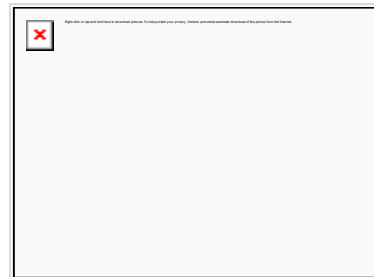 Right-click or tap and hold here to download pictures. To help protect your privacy, Outlook prevented automatic download of this picture from the Internet.